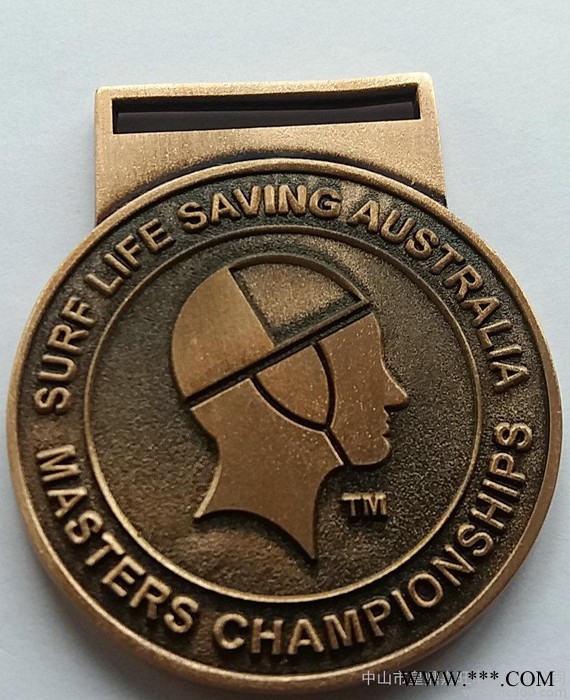 SURF LIFE SAVING AUSTRALIA
TM
MASTERS CHAMPIONSHIPS
中山市
WWW.***.COM